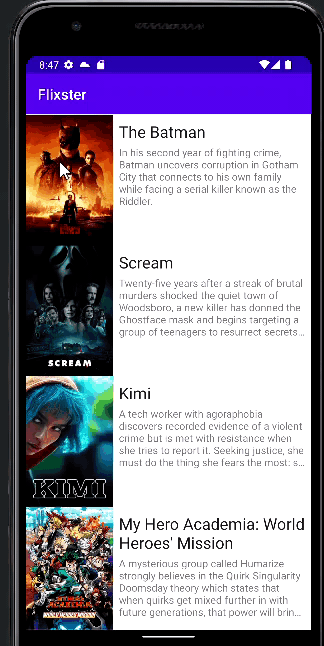 8:47
Flixster
The Batman
In his second year of fighting crime,
Batman uncovers corruption in Gotham
City that connects to his own family
while facing a serial killer known as the
Riddler.
Scream
Twenty-five years after a streak of brutal
murders shocked the quiet town of
Woodsboro, a new killer has donned the
Ghostface mask and begins targeting a
group of teenagers to resurrect secrets...
SCREAM
Kimi
A tech worker with agoraphobia
discovers recorded evidence of a violent
crime but is met with resistance when
she tries to report it. Seeking justice, she
must do the thing she fears the most: s...
KIMI
My Hero Academia: World
Heroes' Mission
A mysterious group called Humarize
strongly believes in the Quirk Singularity
Doomsday theory which states that
when quirks get mixed further in with
future generations, that power will brin...
MY HERO
ACADEMIA
WORLD HEROES' MISSION